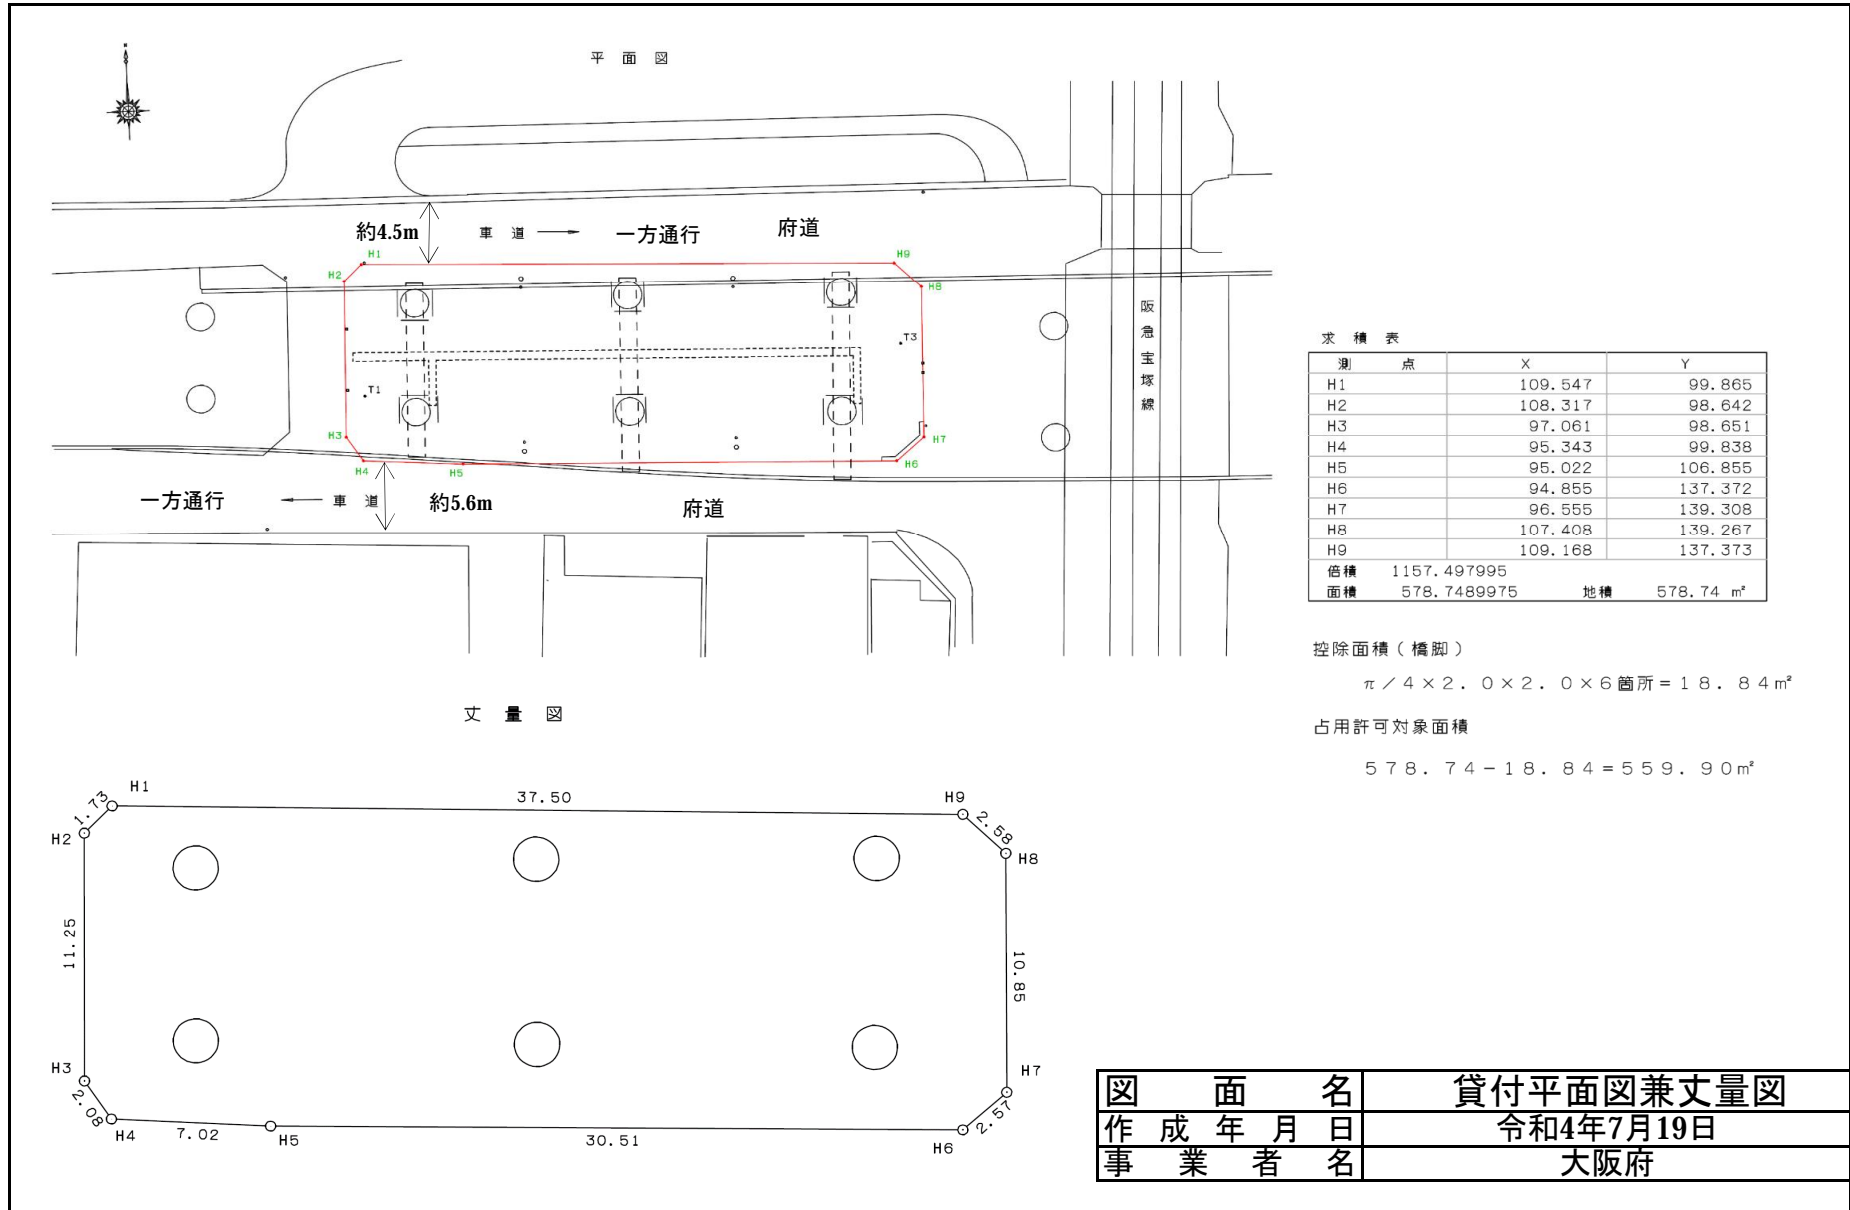 平 面 図
約4.5m
車 道
一方通行
府道
H1
H2
H9
H8
T3
T1
H3
H4
H5
H6
H7
阪急宝塚線
一方通行
車 道
約5.6m
府道
求 積 表
測 点 X Y
H1 109.547 99.865
H2 108.317 98.642
H3 97.061 98.651
H4 95.343 99.838
H5 95.022 106.855
H6 94.855 137.372
H7 96.555 139.308
H8 107.408 139.267
H9 109.168 137.373
倍積 1157.497995
面積 578.7489975 地積 578.74 ㎡
控除面積(橋脚)
π/4×2.0×2.0×6箇所=18.84㎡
占用許可対象面積
578.74-18.84=559.90㎡
丈 量 図
H1
1.73
37.50
H9
2.58
H2
H8
11.25
10.85
H3
H7
2.08
H4
7.02
H5
30.51
H6
2.57
図 面 名 貸付平面図兼丈量図
作 成 年 月 日 令和4年7月19日
事 業 者 名 大阪府